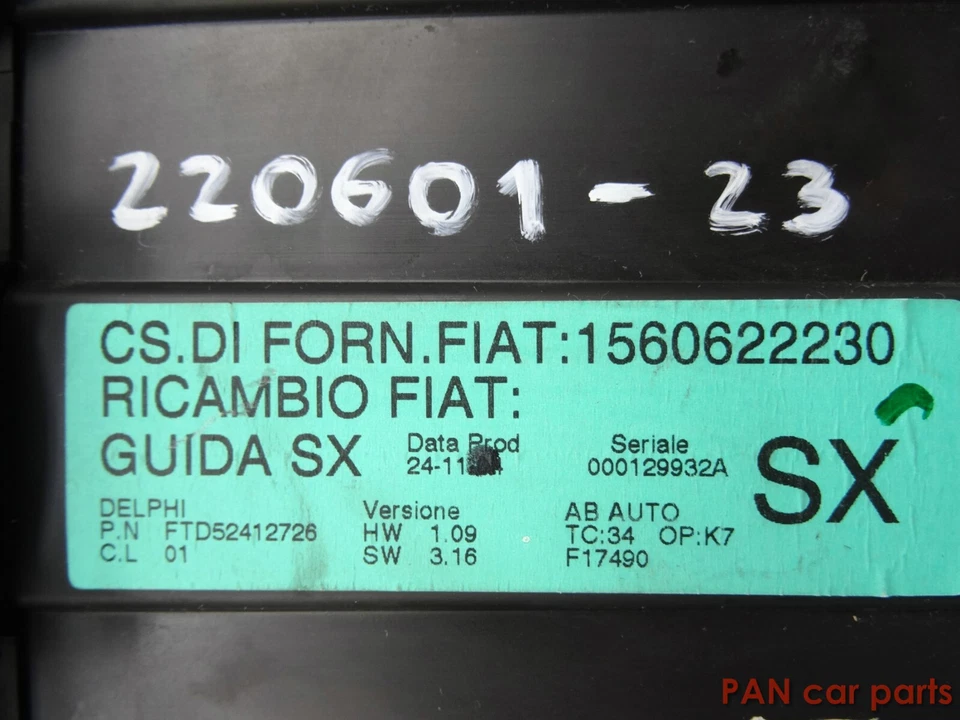 220601-23
CS.DI FORN.FIAT:1560622230
RICAMBIO FIAT:
GUIDA SX
Data Prod
Seriale
000129932A
SX
DELPHI
P.N FTD52412726
C.L 01
Versione
HW 1.09
SW 3.16
AB AUTO
TC:34 OP:K7
F17490
PAN car parts